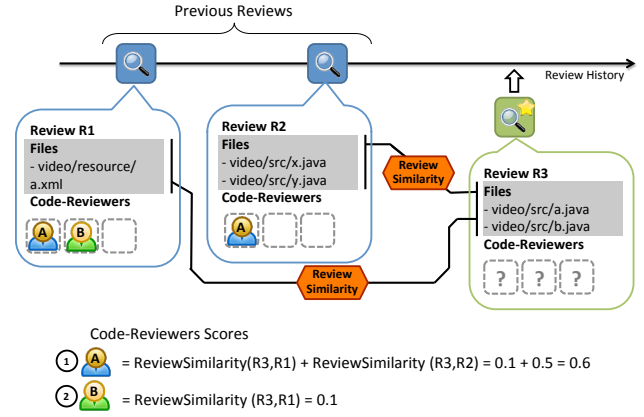 Previous Reviews
Review History
Review R1
Files
- video/resource/
a.xml
Code-Reviewers
A
B
Review R2
Files
- video/src/x.java
- video/src/y.java
Code-Reviewers
A
Review
Similarity
Review R3
Files
- video/src/a.java
- video/src/b.java
Code-Reviewers
? ? ?
Review
Similarity
Code-Reviewers Scores
1 A = ReviewSimilarity(R3,R1) + ReviewSimilarity (R3,R2) = 0.1 + 0.5 = 0.6
2 B = ReviewSimilarity (R3,R1) = 0.1